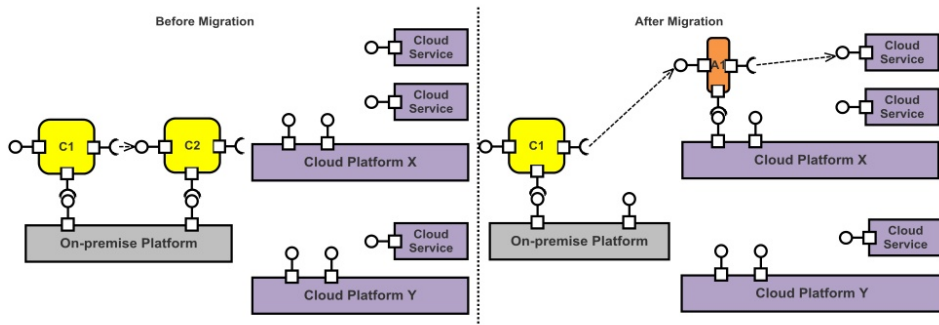 Before Migration
Cloud
Service
Cloud
Service
C1
C2
Cloud Platform X
On-premise Platform
Cloud
Service
Cloud Platform Y
After Migration
A1
Cloud
Service
Cloud
Service
C1
Cloud Platform X
On-premise Platform
Cloud
Service
Cloud Platform Y